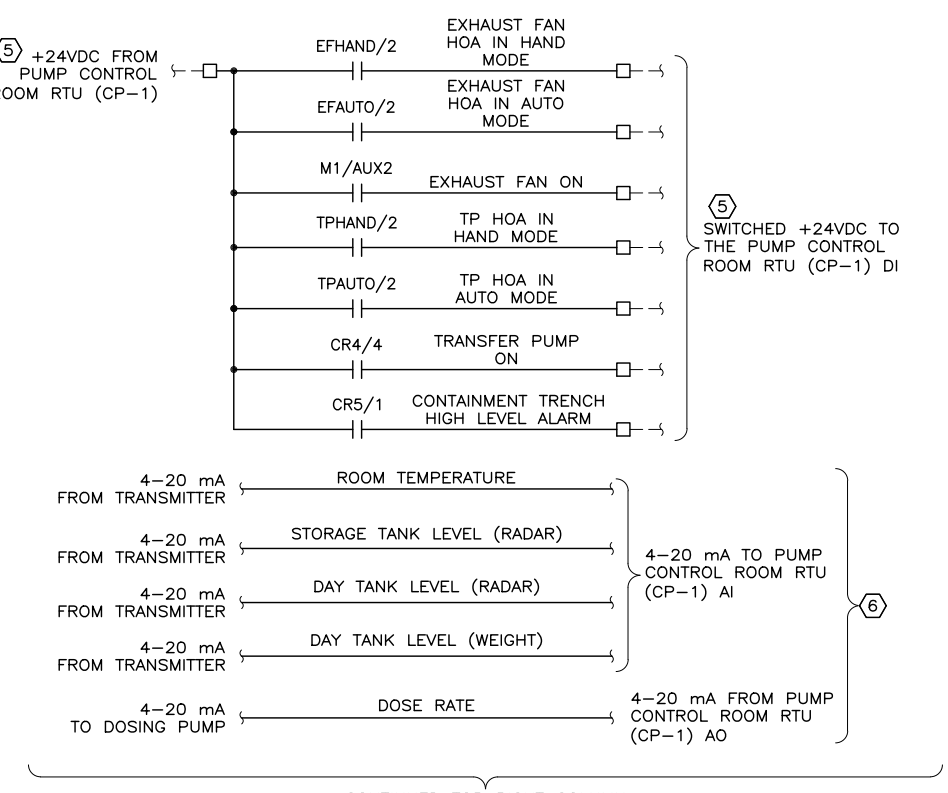 5
+24VDC FROM
PUMP CONTROL
ROOM RTU (CP-1)
EFHAND/2
EXHAUST FAN
HOA IN HAND
MODE
EFAUTO/2
EXHAUST FAN
HOA IN AUTO
MODE
M1/AUX2
EXHAUST FAN ON
TPHAND/2
TP HOA IN
HAND MODE
TPAUTO/2
TP HOA IN
AUTO MODE
CR4/4
TRANSFER PUMP
ON
CR5/1
CONTAINMENT TRENCH
HIGH LEVEL ALARM
5
SWITCHED +24VDC TO
THE PUMP CONTROL
ROOM RTU (CP-1) DI
4-20 mA
FROM TRANSMITTER
ROOM TEMPERATURE
4-20 mA
FROM TRANSMITTER
STORAGE TANK LEVEL (RADAR)
4-20 mA
FROM TRANSMITTER
DAY TANK LEVEL (RADAR)
4-20 mA
FROM TRANSMITTER
DAY TANK LEVEL (WEIGHT)
4-20 mA TO PUMP
CONTROL ROOM RTU
(CP-1) AI
6
4-20 mA
TO DOSING PUMP
DOSE RATE
4-20 mA FROM PUMP
CONTROL ROOM RTU
(CP-1) AO